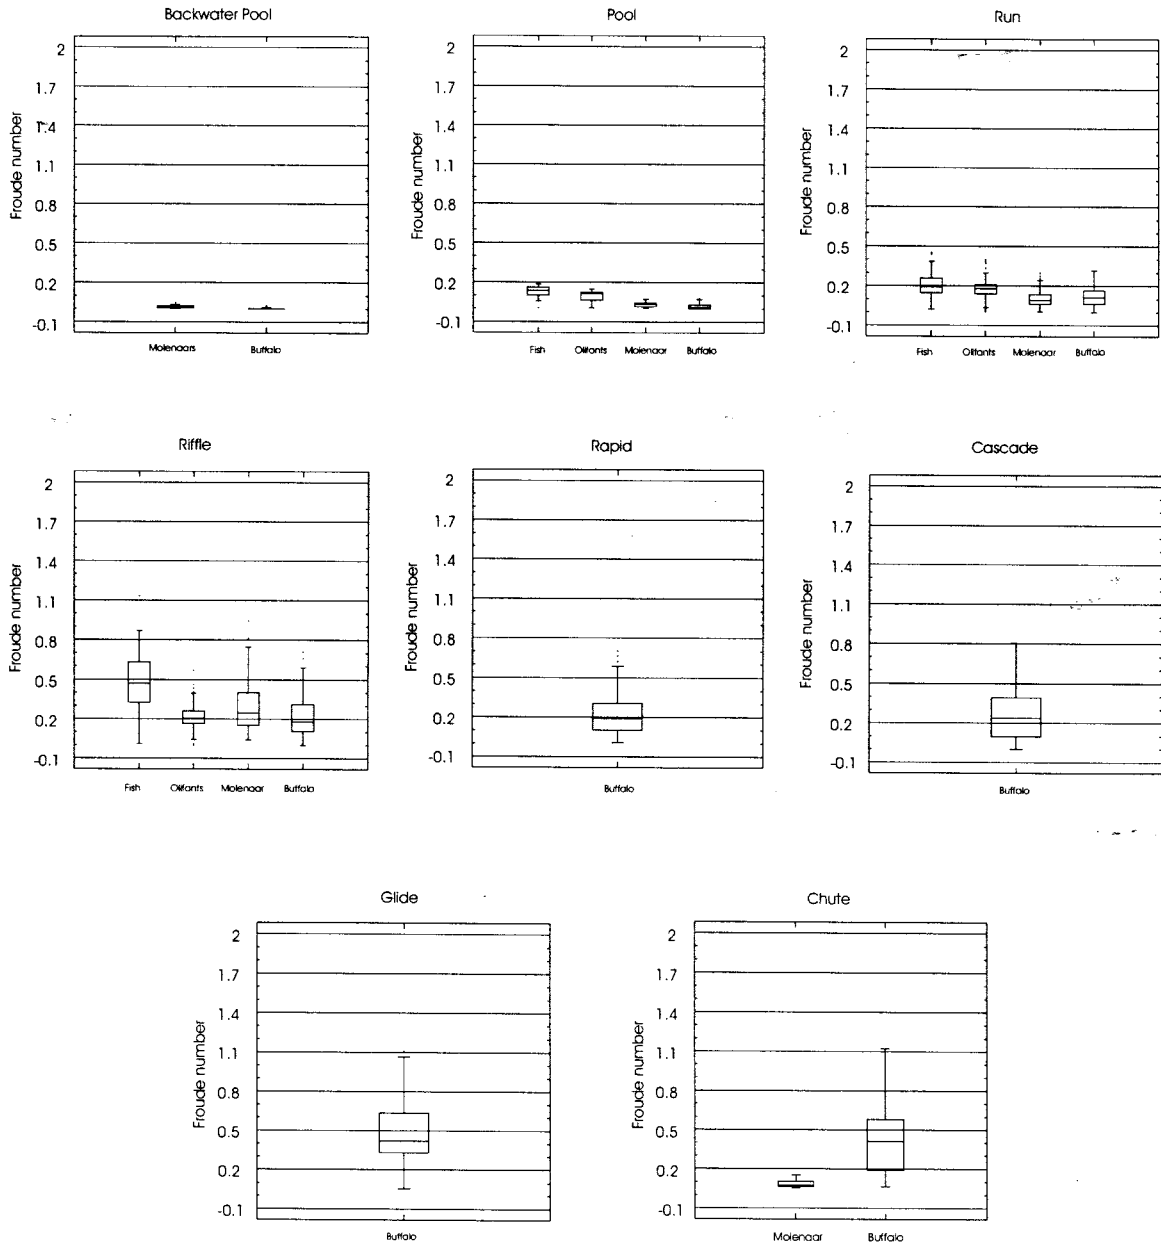 Backwater Pool
Froude number
2
1.7
1.4
1.1
0.8
0.5
0.2
-0.1
Molenaars
Buffalo
Pool
Froude number
2
1.7
1.4
1.1
0.8
0.5
0.2
-0.1
Fish
Olifants
Molenaar
Buffalo
Run
Froude number
2
1.7
1.4
1.1
0.8
0.5
0.2
-0.1
Fish
Olifants
Molenaar
Buffalo
Riffle
Froude number
2
1.7
1.4
1.1
0.8
0.5
0.2
-0.1
Fish
Olifants
Molenaar
Buffalo
Rapid
Froude number
2
1.7
1.4
1.1
0.8
0.5
0.2
-0.1
Buffalo
Cascade
Froude number
2
1.7
1.4
1.1
0.8
0.5
0.2
-0.1
Buffalo
Glide
Froude number
2
1.7
1.4
1.1
0.8
0.5
0.2
-0.1
Buffalo
Chute
Froude number
2
1.7
1.4
1.1
0.8
0.5
0.2
-0.1
Molenaar
Buffalo